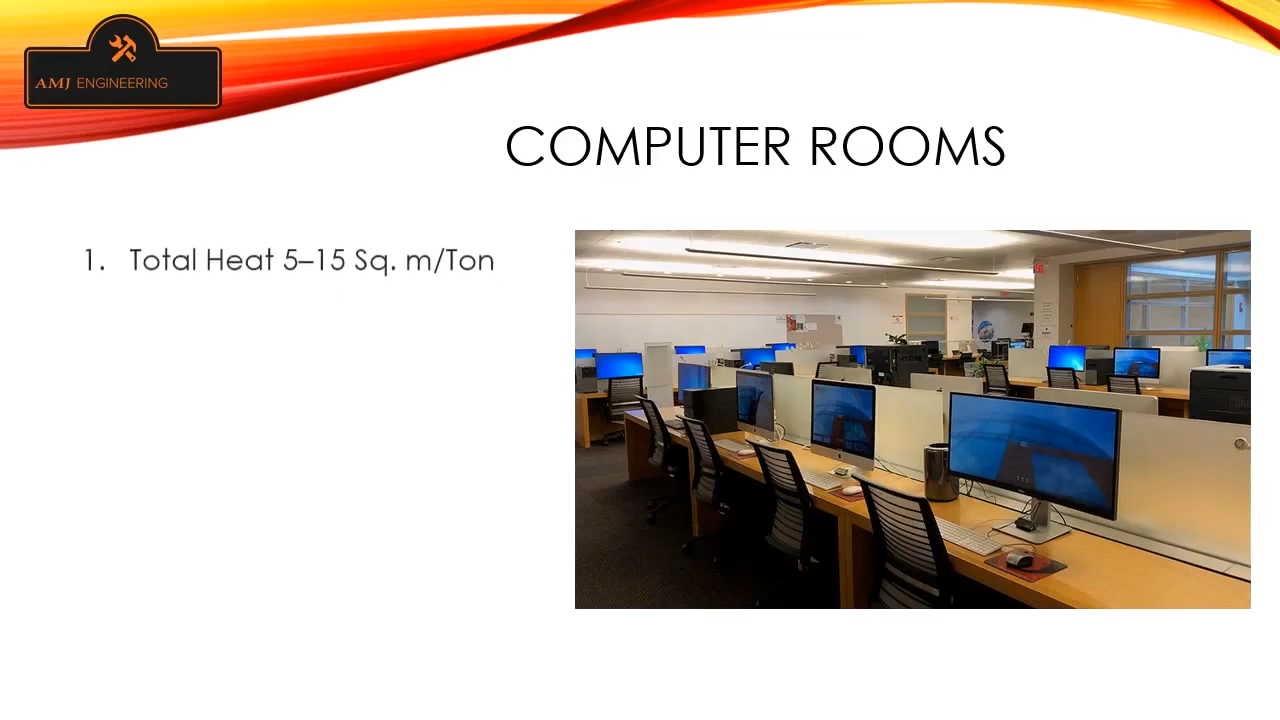 AMJ ENGINEERING
COMPUTER ROOMS
1. Total Heat 5–15 Sq. m/Ton